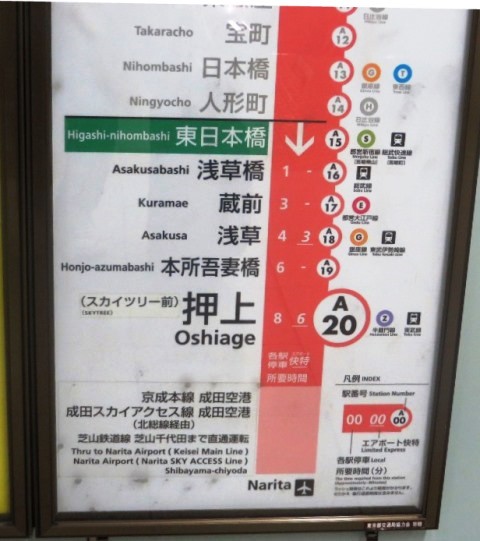 Takaracho 宝町 A 12
Nihombashi 日本橋 A 13 G T
Ningyocho 人形町 A 14 H
Higashi-nihombashi 東日本橋 A 15 S
Asakusabashi 浅草橋 1 - A 16
Kuramae 蔵前 3 - A 17 E
Asakusa 浅草 4 3 A 18 G
Honjo-azumabashi 本所吾妻橋 6 - A 19
(スカイツリー前) 押上 8 6 A 20 Z
(SKYTREE)
Oshiage
各駅停車 エアポート快特
所要時間
京成本線 成田空港
成田スカイアクセス線 成田空港
(北総線経由)
芝山鉄道線 芝山千代田まで直通運転
Thru to Narita Airport ( Keisei Main Line )
Narita Airport ( Narita SKY ACCESS Line )
Shibayama-chiyoda
Narita
凡例 INDEX
駅番号 Station Number
00 00 A 00
エアポート快特
Limited Express
各駅停車 Local
所要時間(分)